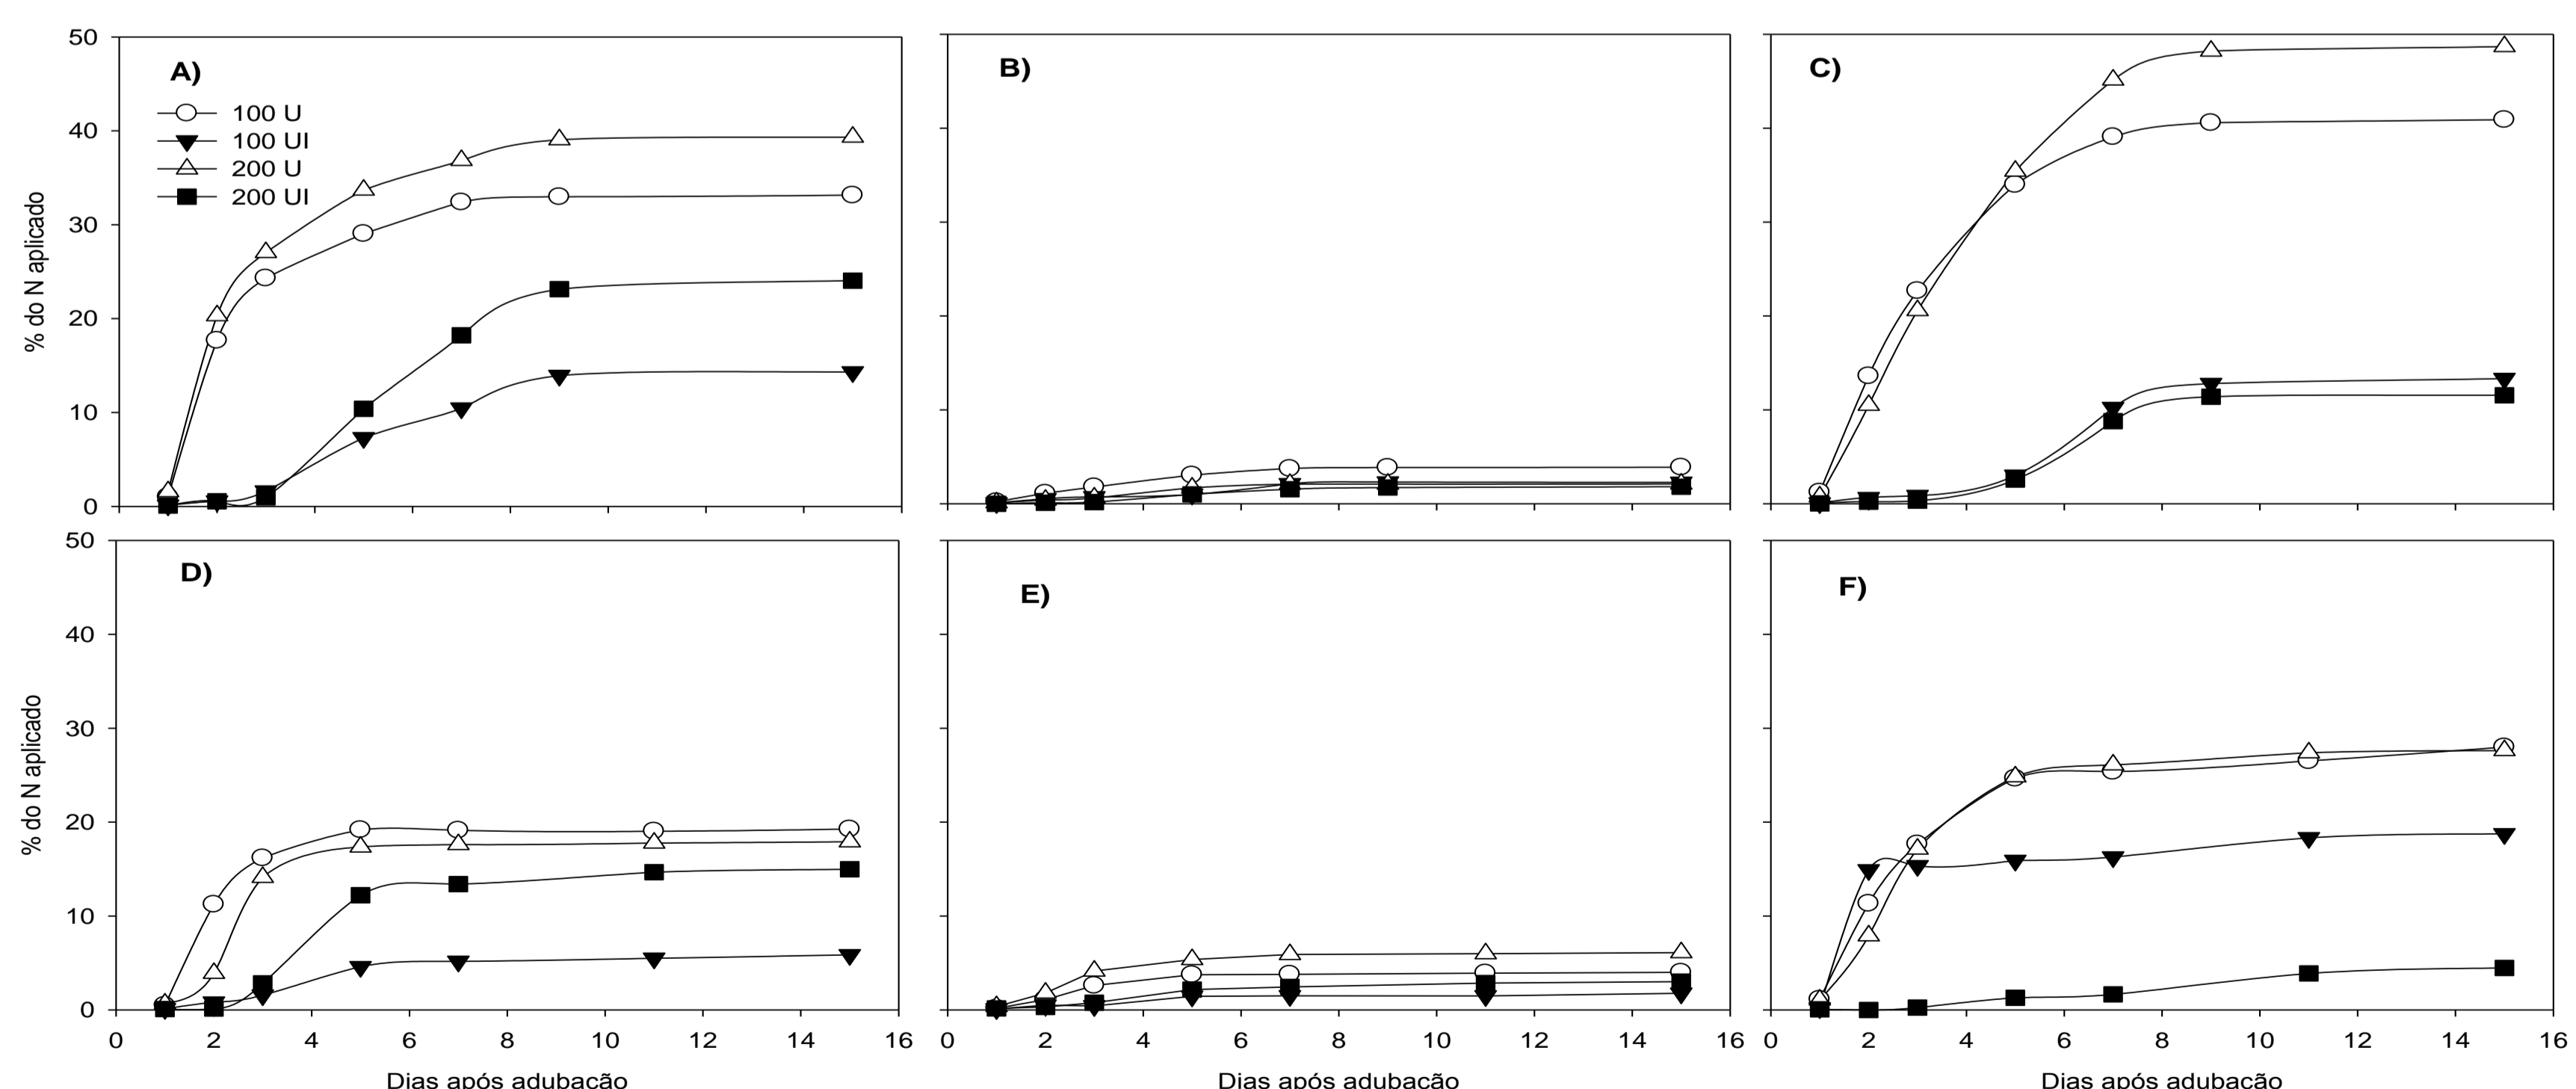 50
A)
B)
C)
100 U
40
100 UI
200 U
200 UI
30
20
10
0
% do N aplicado
50
D)
E)
F)
40
30
20
10
0
% do N aplicado
0 2 4 6 8 10 12 14 16
0 2 4 6 8 10 12 14 16
0 2 4 6 8 10 12 14 16
Dias após adubação
Dias após adubação
Dias após adubação